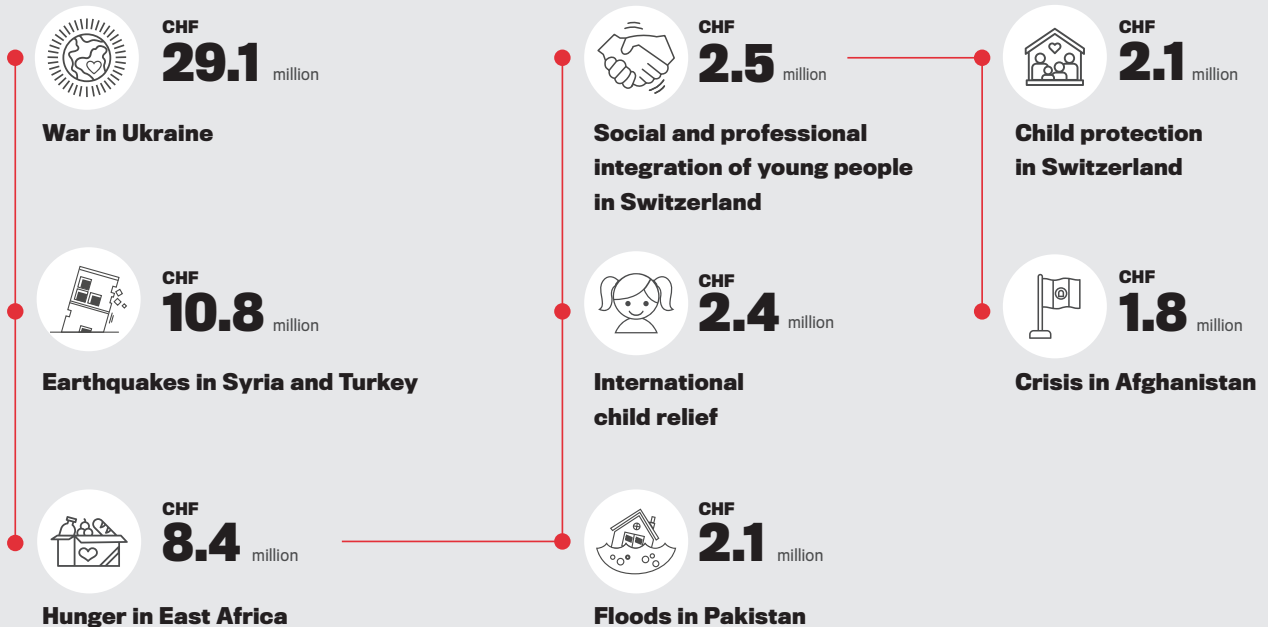 CHF
29.1 million
War in Ukraine
CHF
10.8 million
Earthquakes in Syria and Turkey
CHF
8.4 million
Hunger in East Africa
CHF
2.5 million
Social and professional
integration of young people
in Switzerland
CHF
2.4 million
International
child relief
CHF
2.1 million
Floods in Pakistan
CHF
2.1 million
Child protection
in Switzerland
CHF
1.8 million
Crisis in Afghanistan